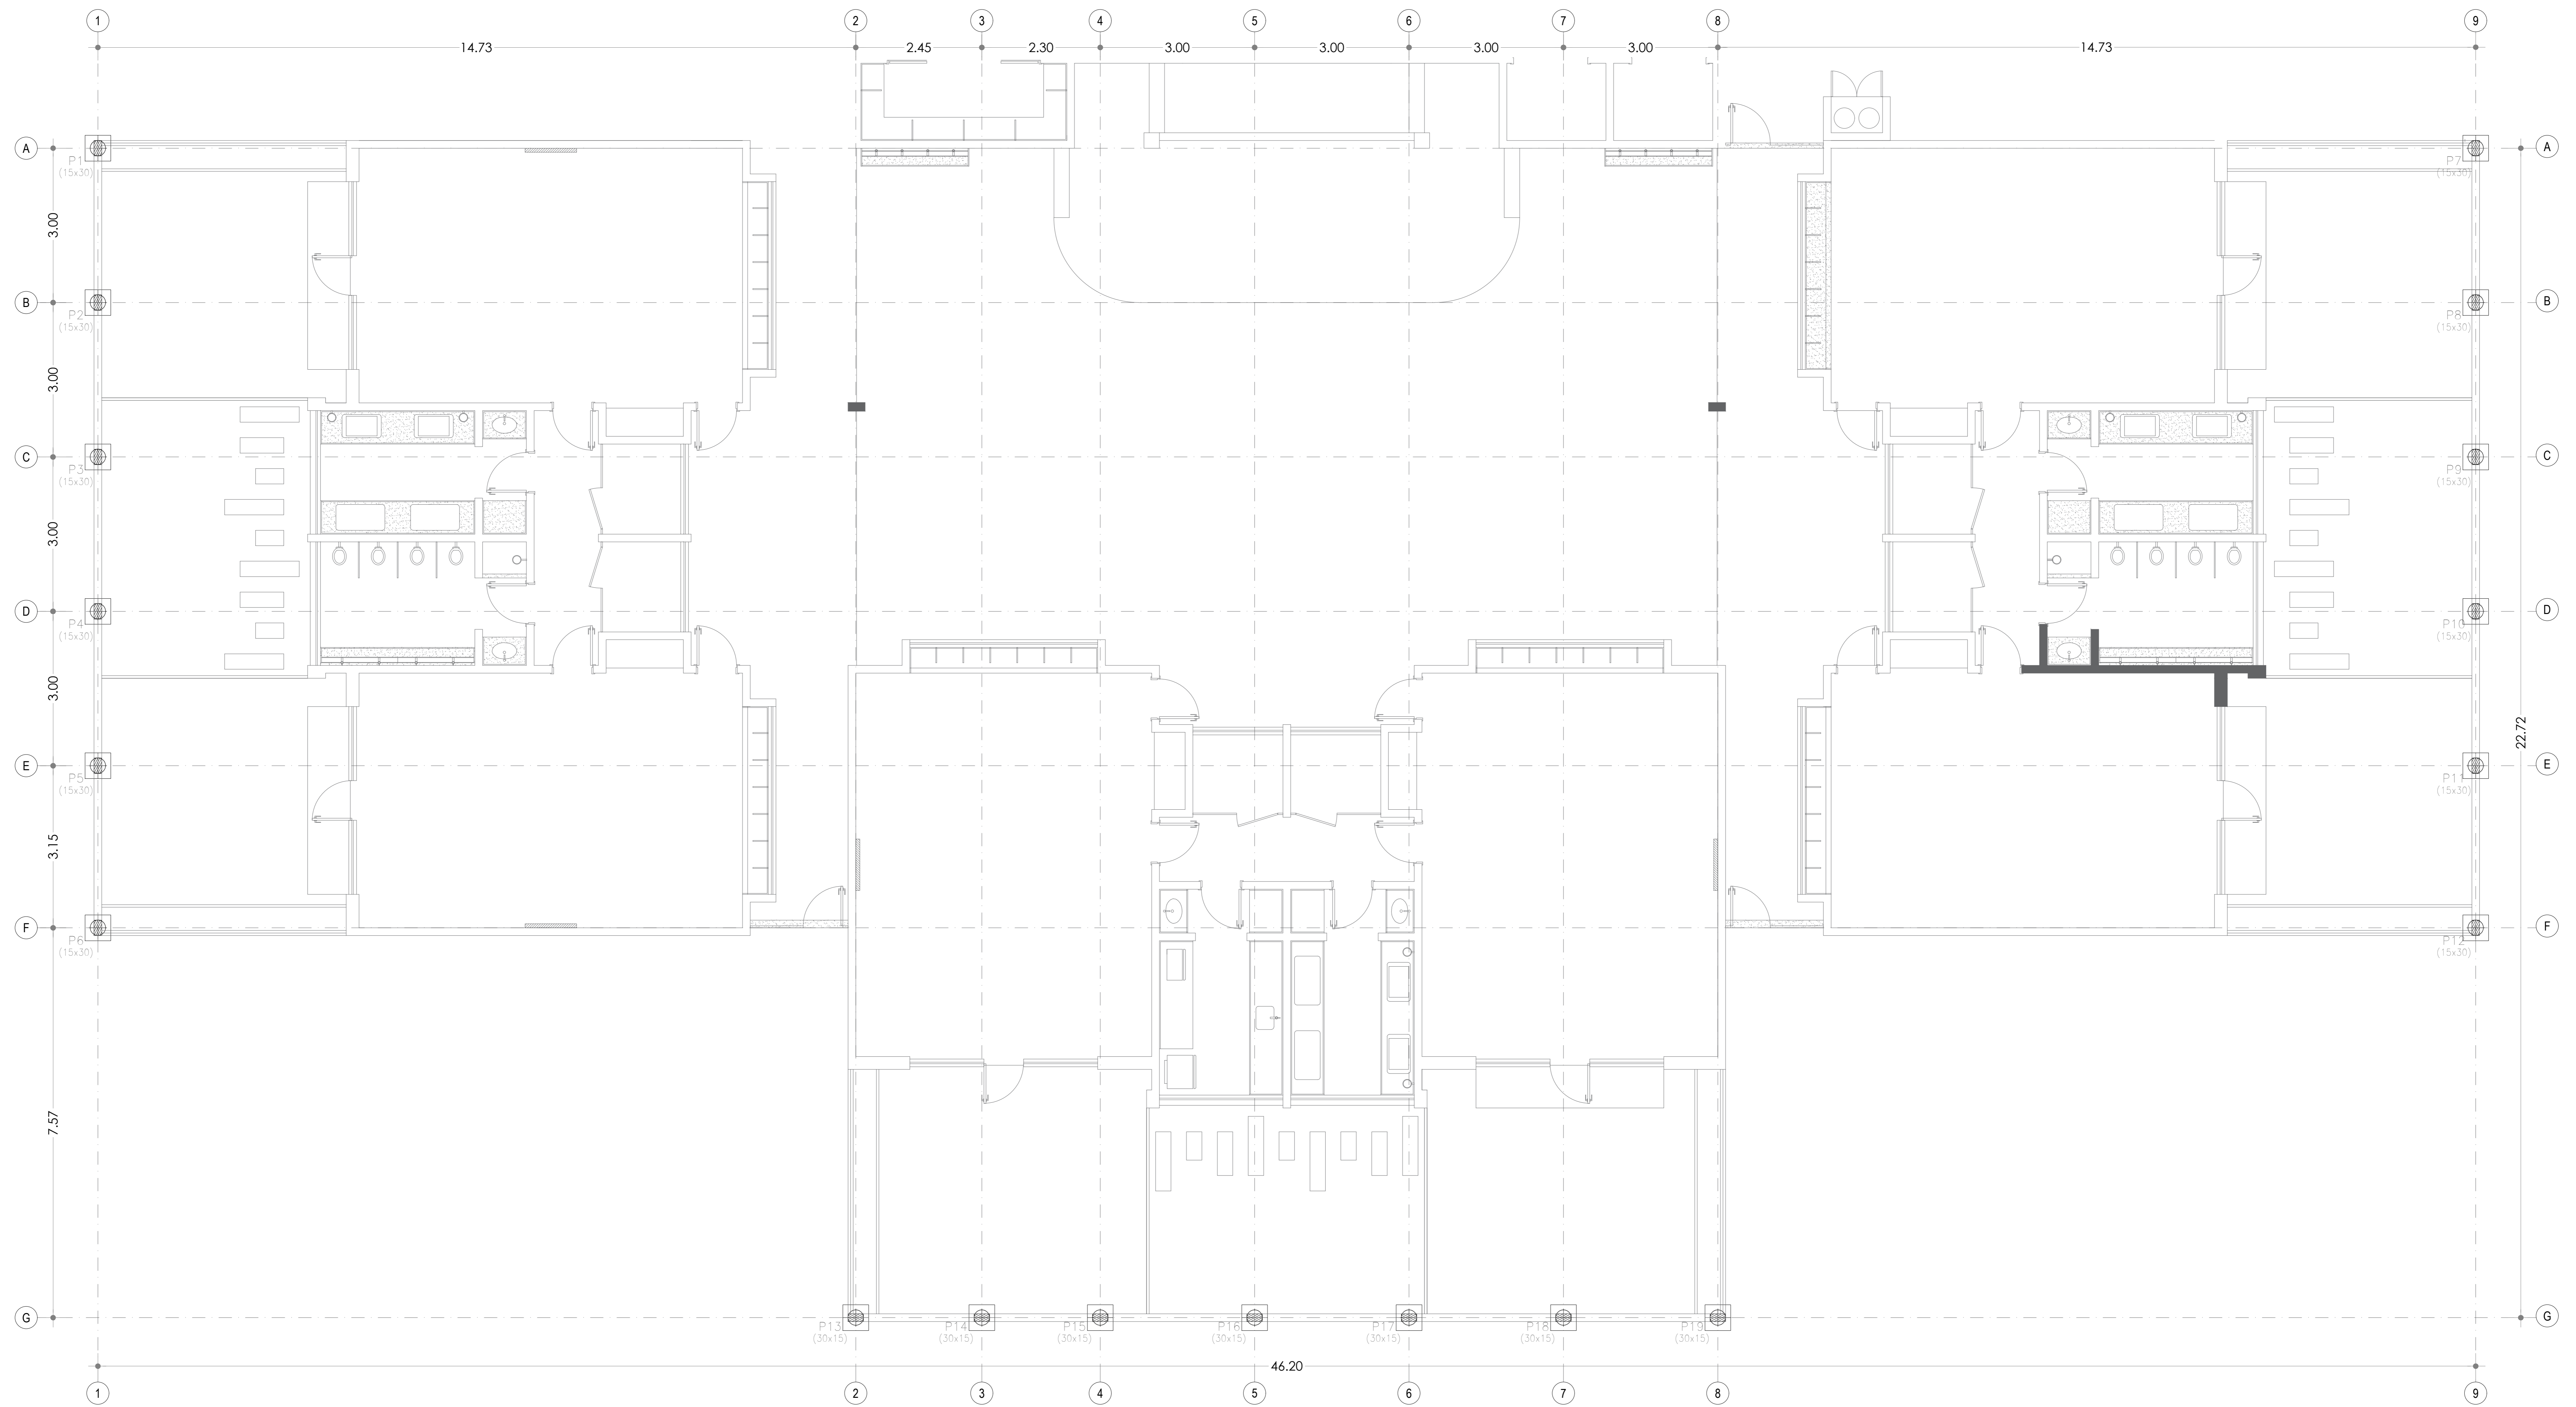 1 2 3 4 5 6 7 8 9
14.73 2.45 2.30 3.00 3.00 3.00 3.00 14.73
A A
P1 P7
(15x30) (15x30)
3.00
B B
P2 P8
(15x30) (15x30)
3.00
C C
P3 P9
(15x30) (15x30)
3.00
D D
P4 P10
(15x30) (15x30)
3.00
22.72
E E
P5 P11
(15x30) (15x30)
3.15
F F
P6 P12
(15x30) (15x30)
7.57
G G
P13 P14 P15 P16 P17 P18 P19
(30x15) (30x15) (30x15) (30x15) (30x15) (30x15) (30x15)
46.20
1 2 3 4 5 6 7 8 9